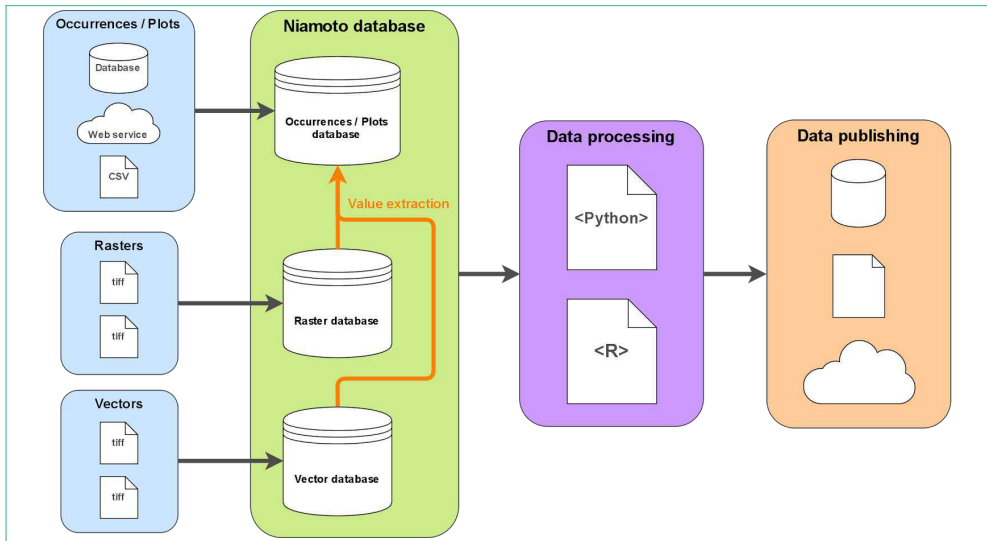 Occurrences / Plots
Database
Web service
CSV
Rasters
tiff
tiff
Vectors
tiff
tiff
Niamoto database
Occurrences / Plots
database
Value extraction
Raster database
Vector database
Data processing
<Python>
<R>
Data publishing